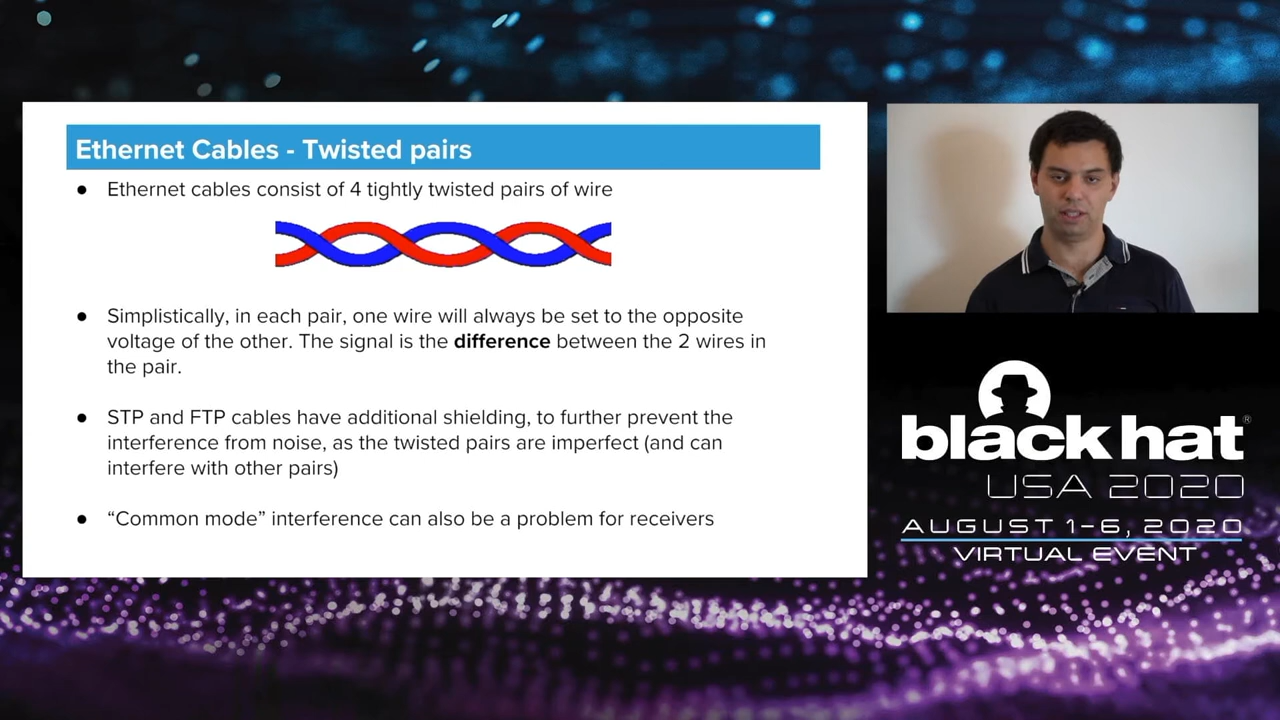 Ethernet Cables - Twisted pairs
● Ethernet cables consist of 4 tightly twisted pairs of wire
● Simplistically, in each pair, one wire will always be set to the opposite
voltage of the other. The signal is the difference between the 2 wires in
the pair.
● STP and FTP cables have additional shielding, to further prevent the
interference from noise, as the twisted pairs are imperfect (and can
interfere with other pairs)
● “Common mode” interference can also be a problem for receivers
black hat®
USA 2020
AUGUST 1-6, 2020
VIRTUAL EVENT